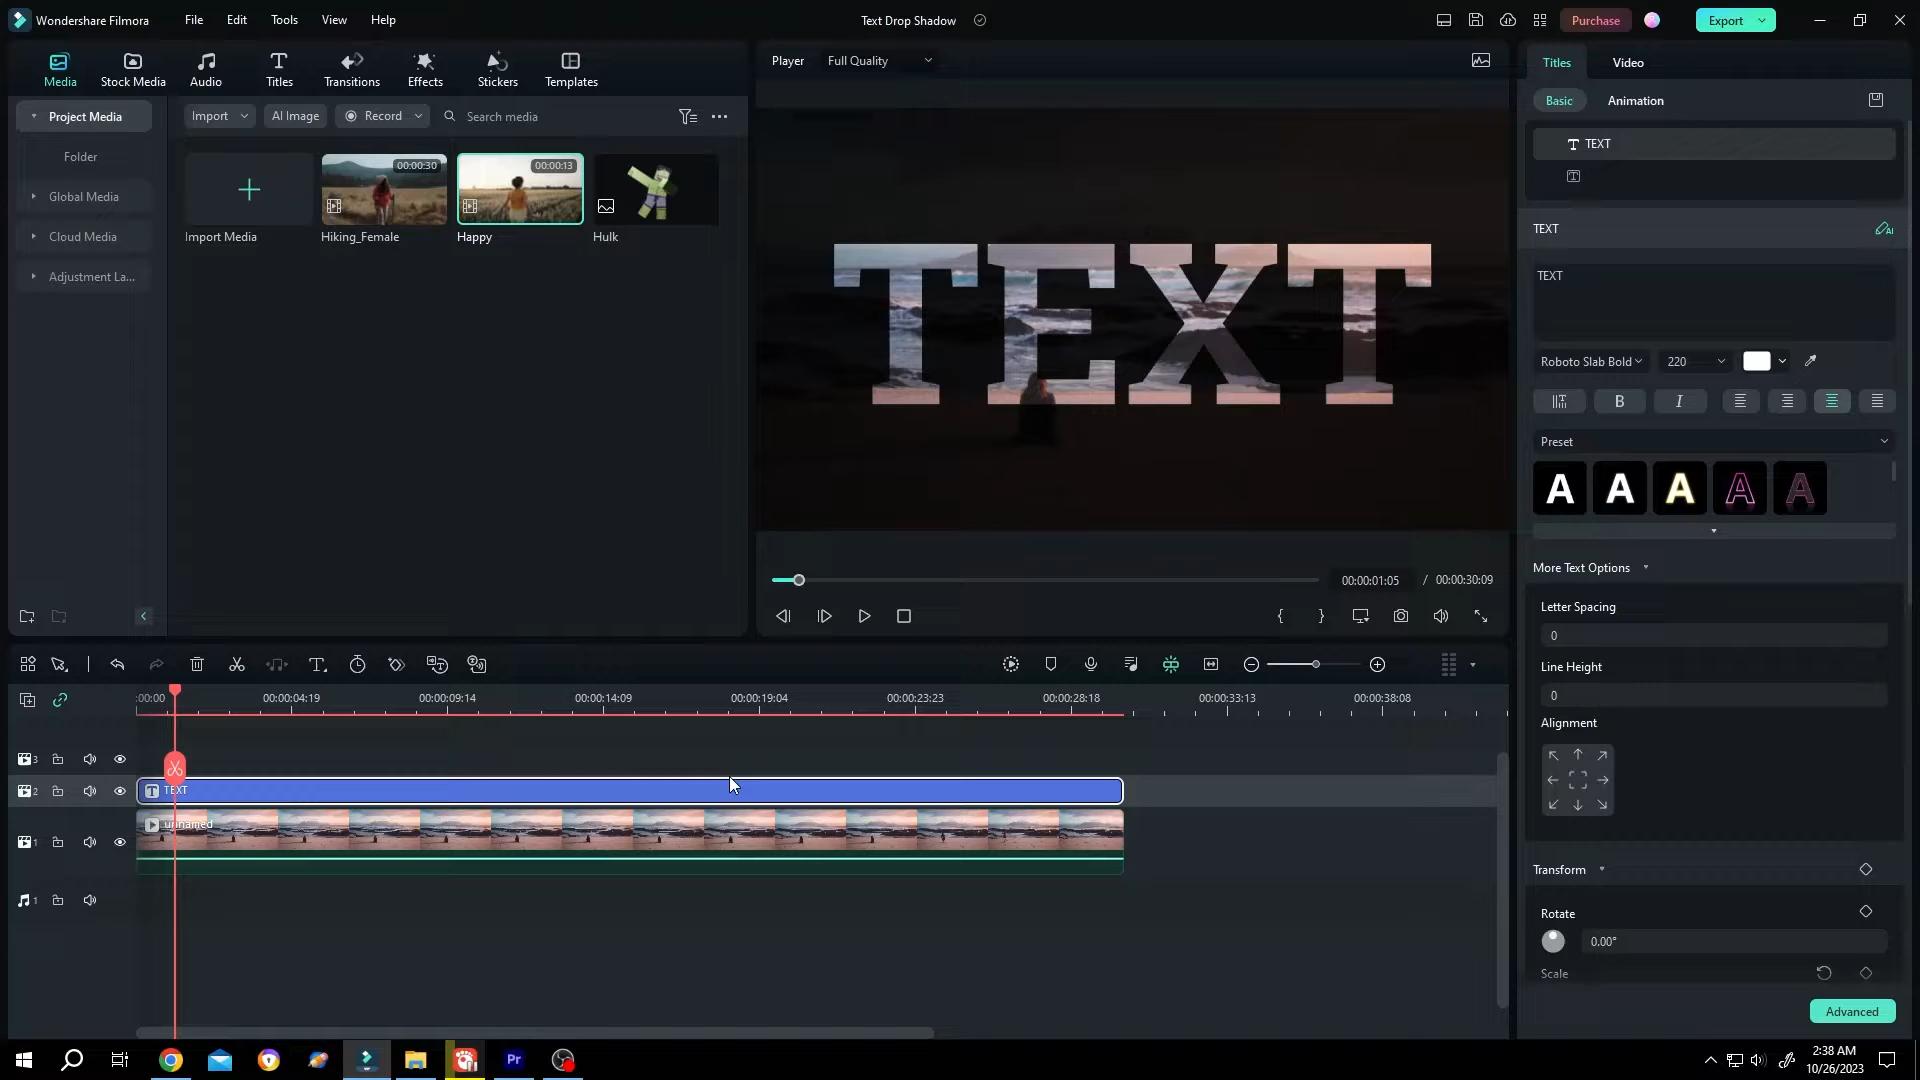 Wondershare Filmora
File Edit Tools View Help
Text Drop Shadow
Purchase
Export
Media
Stock Media
Audio
Titles
Transitions
Effects
Stickers
Templates
Player
Full Quality
Titles
Video
Basic
Animation
Project Media
Import
AI Image
Record
Search media
Folder
Global Media
Cloud Media
Adjustment La...
00:00:30
00:00:13
Import Media
Hiking_Female
Happy
Hulk
TEXT
TEXT
TEXT
TEXT
Roboto Slab Bold
220
B
I
Preset
A A A A A
More Text Options
Letter Spacing
0
Line Height
0
Alignment
Transform
Rotate
0.00°
Scale
Advanced
00:00:01:05 / 00:00:30:09
:00:00
00:00:04:19
00:00:09:14
00:00:14:09
00:00:19:04
00:00:23:23
00:00:28:18
00:00:33:13
00:00:38:08
3
2
TEXT
1
unnamed
1
Pr
2:38 AM
10/26/2023